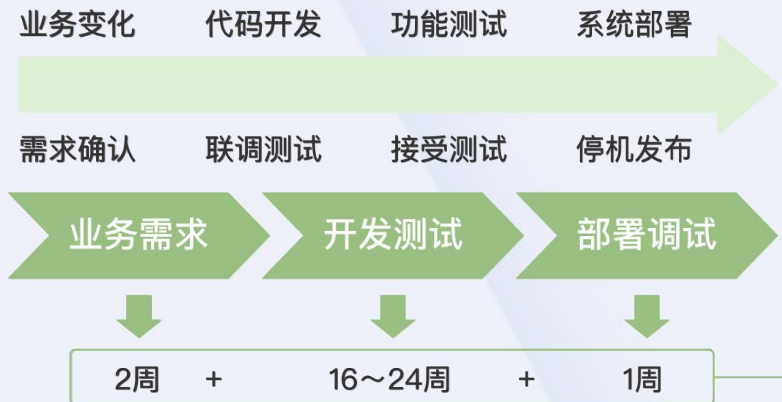 业务变化 代码开发 功能测试 系统部署
需求确认 联调测试 接受测试 停机发布
业务需求 开发测试 部署调试
2周 + 16～24周 + 1周